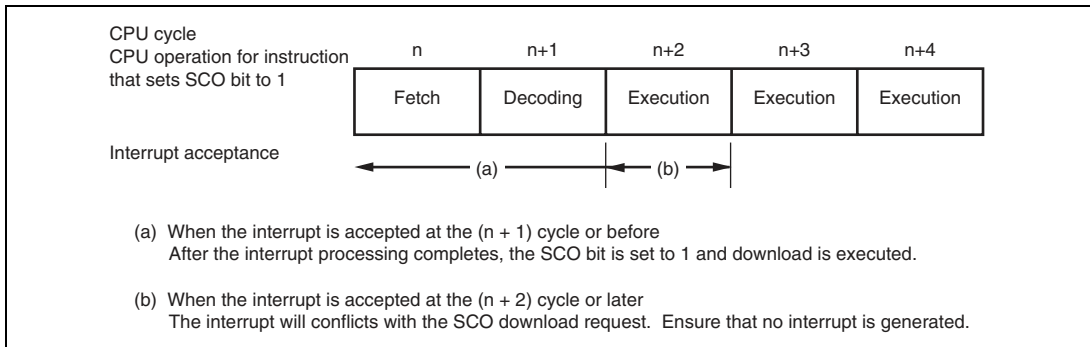 CPU cycle
CPU operation for instruction
that sets SCO bit to 1
n n+1 n+2 n+3 n+4
Fetch Decoding Execution Execution Execution
Interrupt acceptance
(a) (b)
(a) When the interrupt is accepted at the (n + 1) cycle or before
After the interrupt processing completes, the SCO bit is set to 1 and download is executed.
(b) When the interrupt is accepted at the (n + 2) cycle or later
The interrupt will conflicts with the SCO download request. Ensure that no interrupt is generated.